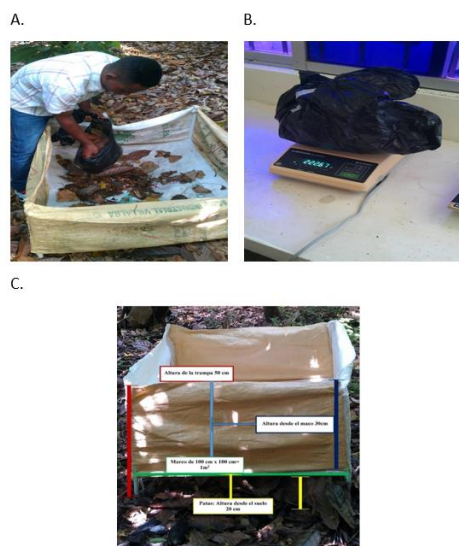 A.
B.
C.
Altura de la trampa 50 cm
Altura desde el maxo 30cm
Marco de 100 cm x 100 cm=
1m²
Patas: Altura desde el suelo
20 cm